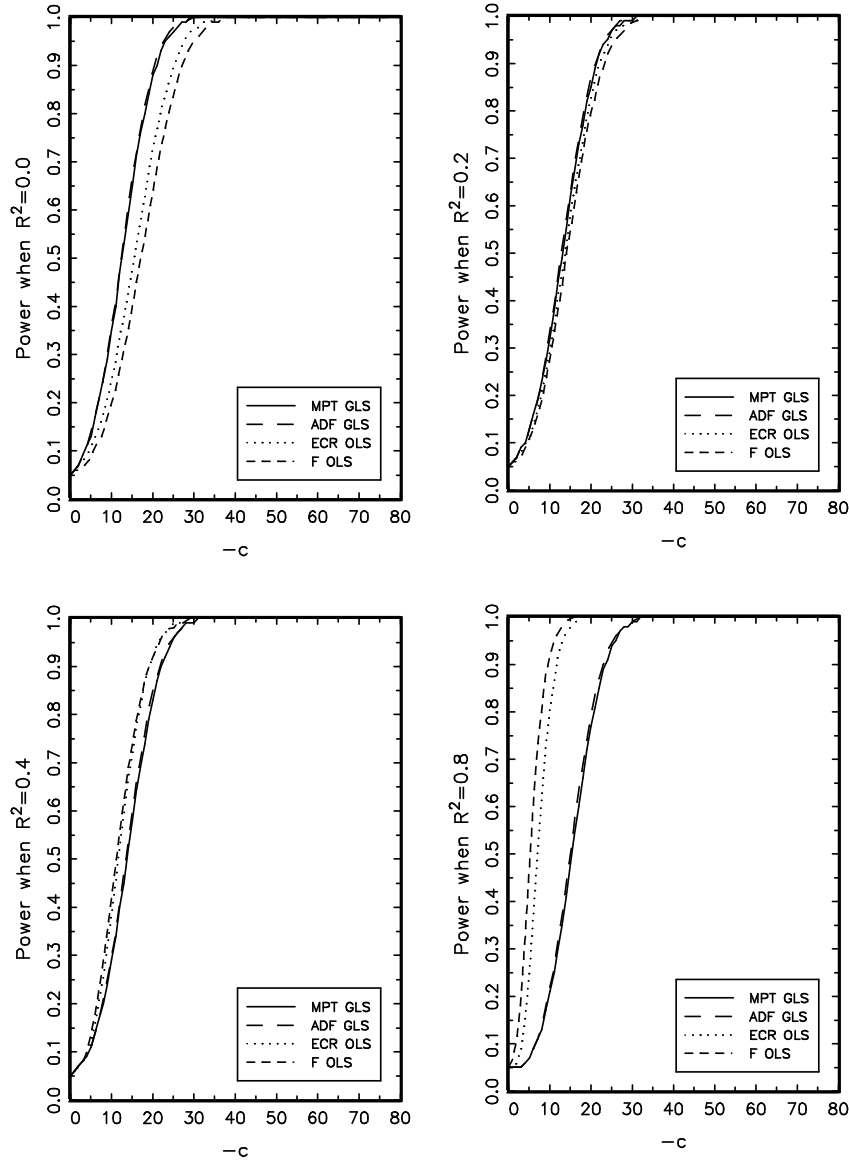 Power when R²=0.0
1.0
0.9
0.8
0.7
0.6
0.5
0.4
0.3
0.2
0.1
0.0
MPT GLS
ADF GLS
ECR OLS
F OLS
0 10 20 30 40 50 60 70 80
−c
Power when R²=0.2
1.0
0.9
0.8
0.7
0.6
0.5
0.4
0.3
0.2
0.1
0.0
MPT GLS
ADF GLS
ECR OLS
F OLS
0 10 20 30 40 50 60 70 80
−c
Power when R²=0.4
1.0
0.9
0.8
0.7
0.6
0.5
0.4
0.3
0.2
0.1
0.0
MPT GLS
ADF GLS
ECR OLS
F OLS
0 10 20 30 40 50 60 70 80
−c
Power when R²=0.8
1.0
0.9
0.8
0.7
0.6
0.5
0.4
0.3
0.2
0.1
0.0
MPT GLS
ADF GLS
ECR OLS
F OLS
0 10 20 30 40 50 60 70 80
−c